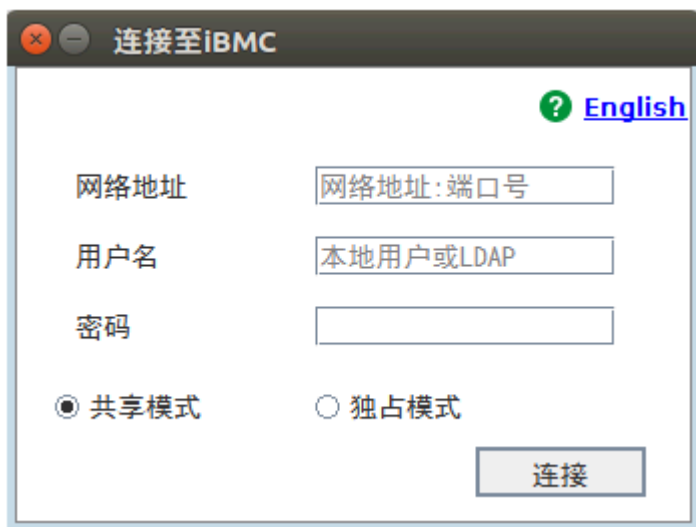 连接至iBMC
English
网络地址 网络地址:端口号
用户名 本地用户或LDAP
密码
共享模式 独占模式
连接